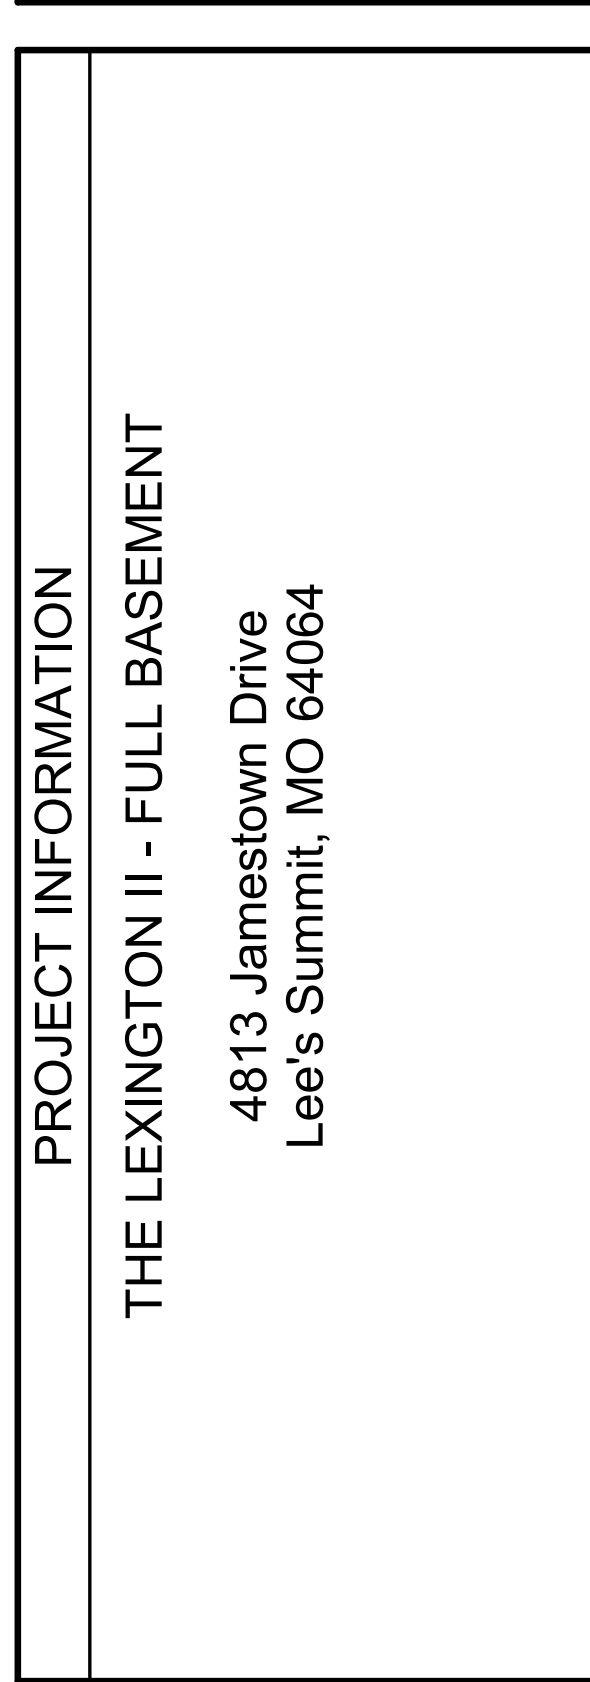 PROJECT INFORMATION
THE LEXINGTON II - FULL BASEMENT
4813 Jamestown Drive
Lee's Summit, MO 64064